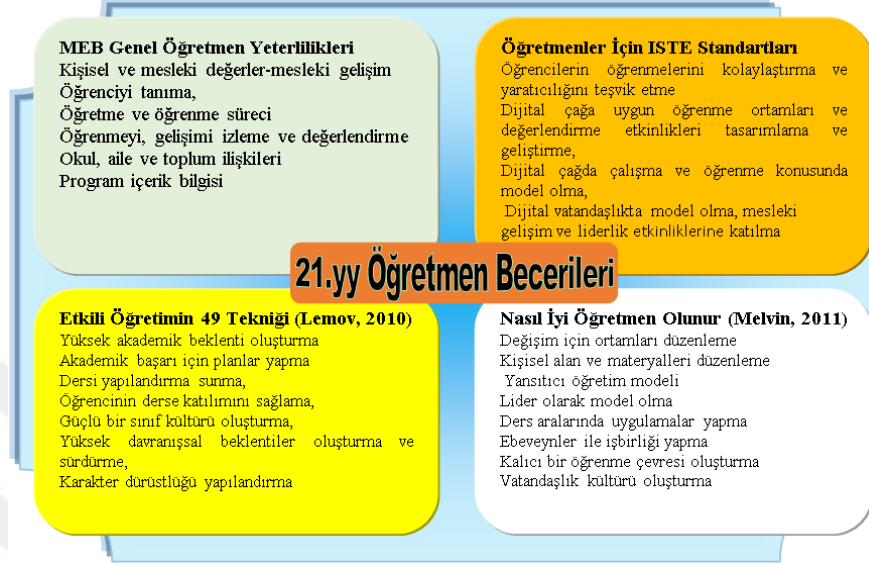 MEB Genel Öğretmen Yeterlilikleri
Kişisel ve mesleki değerler-mesleki gelişim
Öğrenciyi tanıma,
Öğretme ve öğrenme süreci
Öğrenmeyi, gelişimi izleme ve değerlendirme
Okul, aile ve toplum ilişkileri
Program içerik bilgisi
Öğretmenler İçin ISTE Standartları
Öğrencilerin öğrenmelerini kolaylaştırma ve
yaratıcılığını teşvik etme
Dijital çağa uygun öğrenme ortamları ve
değerlendirme etkinlikleri tasarımlama ve
geliştirme,
Dijital çağda çalışma ve öğrenme konusunda
model olma,
Dijital vatandaşlıkta model olma, mesleki
gelişim ve liderlik etkinliklerine katılma
21.yy Öğretmen Becerileri
Etkili Öğretimin 49 Tekniği (Lemov, 2010)
Yüksek akademik beklenti oluşturma
Akademik başarı için planlar yapma
Dersi yapılandırma sunma,
Öğrencinin derse katılımını sağlama,
Güçlü bir sınıf kültürü oluşturma,
Yüksek davranışsal beklentiler oluşturma ve
sürdürme,
Karakter dürüstlüğü yapılandırma
Nasıl İyi Öğretmen Olunur (Melvin, 2011)
Değişim için ortamları düzenleme
Kişisel alan ve materyalleri düzenleme
Yansıtıcı öğretim modeli
Lider olarak model olma
Ders aralarında uygulamalar yapma
Ebeveynler ile işbirliği yapma
Kalıcı bir öğrenme çevresi oluşturma
Vatandaşlık kültürü oluşturma